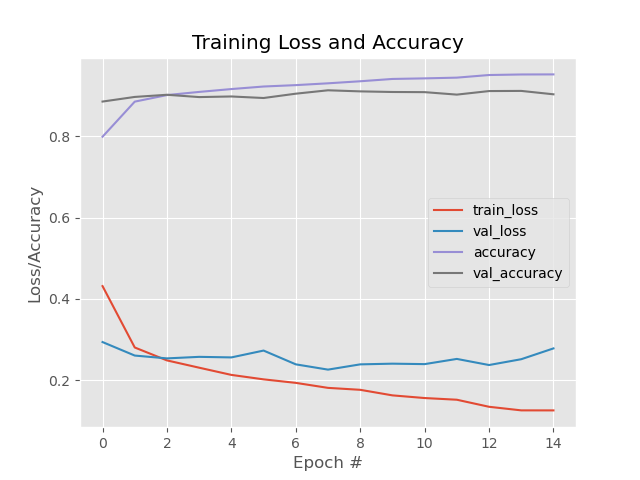 Training Loss and Accuracy
0.8
0.6
0.4
0.2
Loss/Accuracy
train_loss
val_loss
accuracy
val_accuracy
0 2 4 6 8 10 12 14
Epoch #